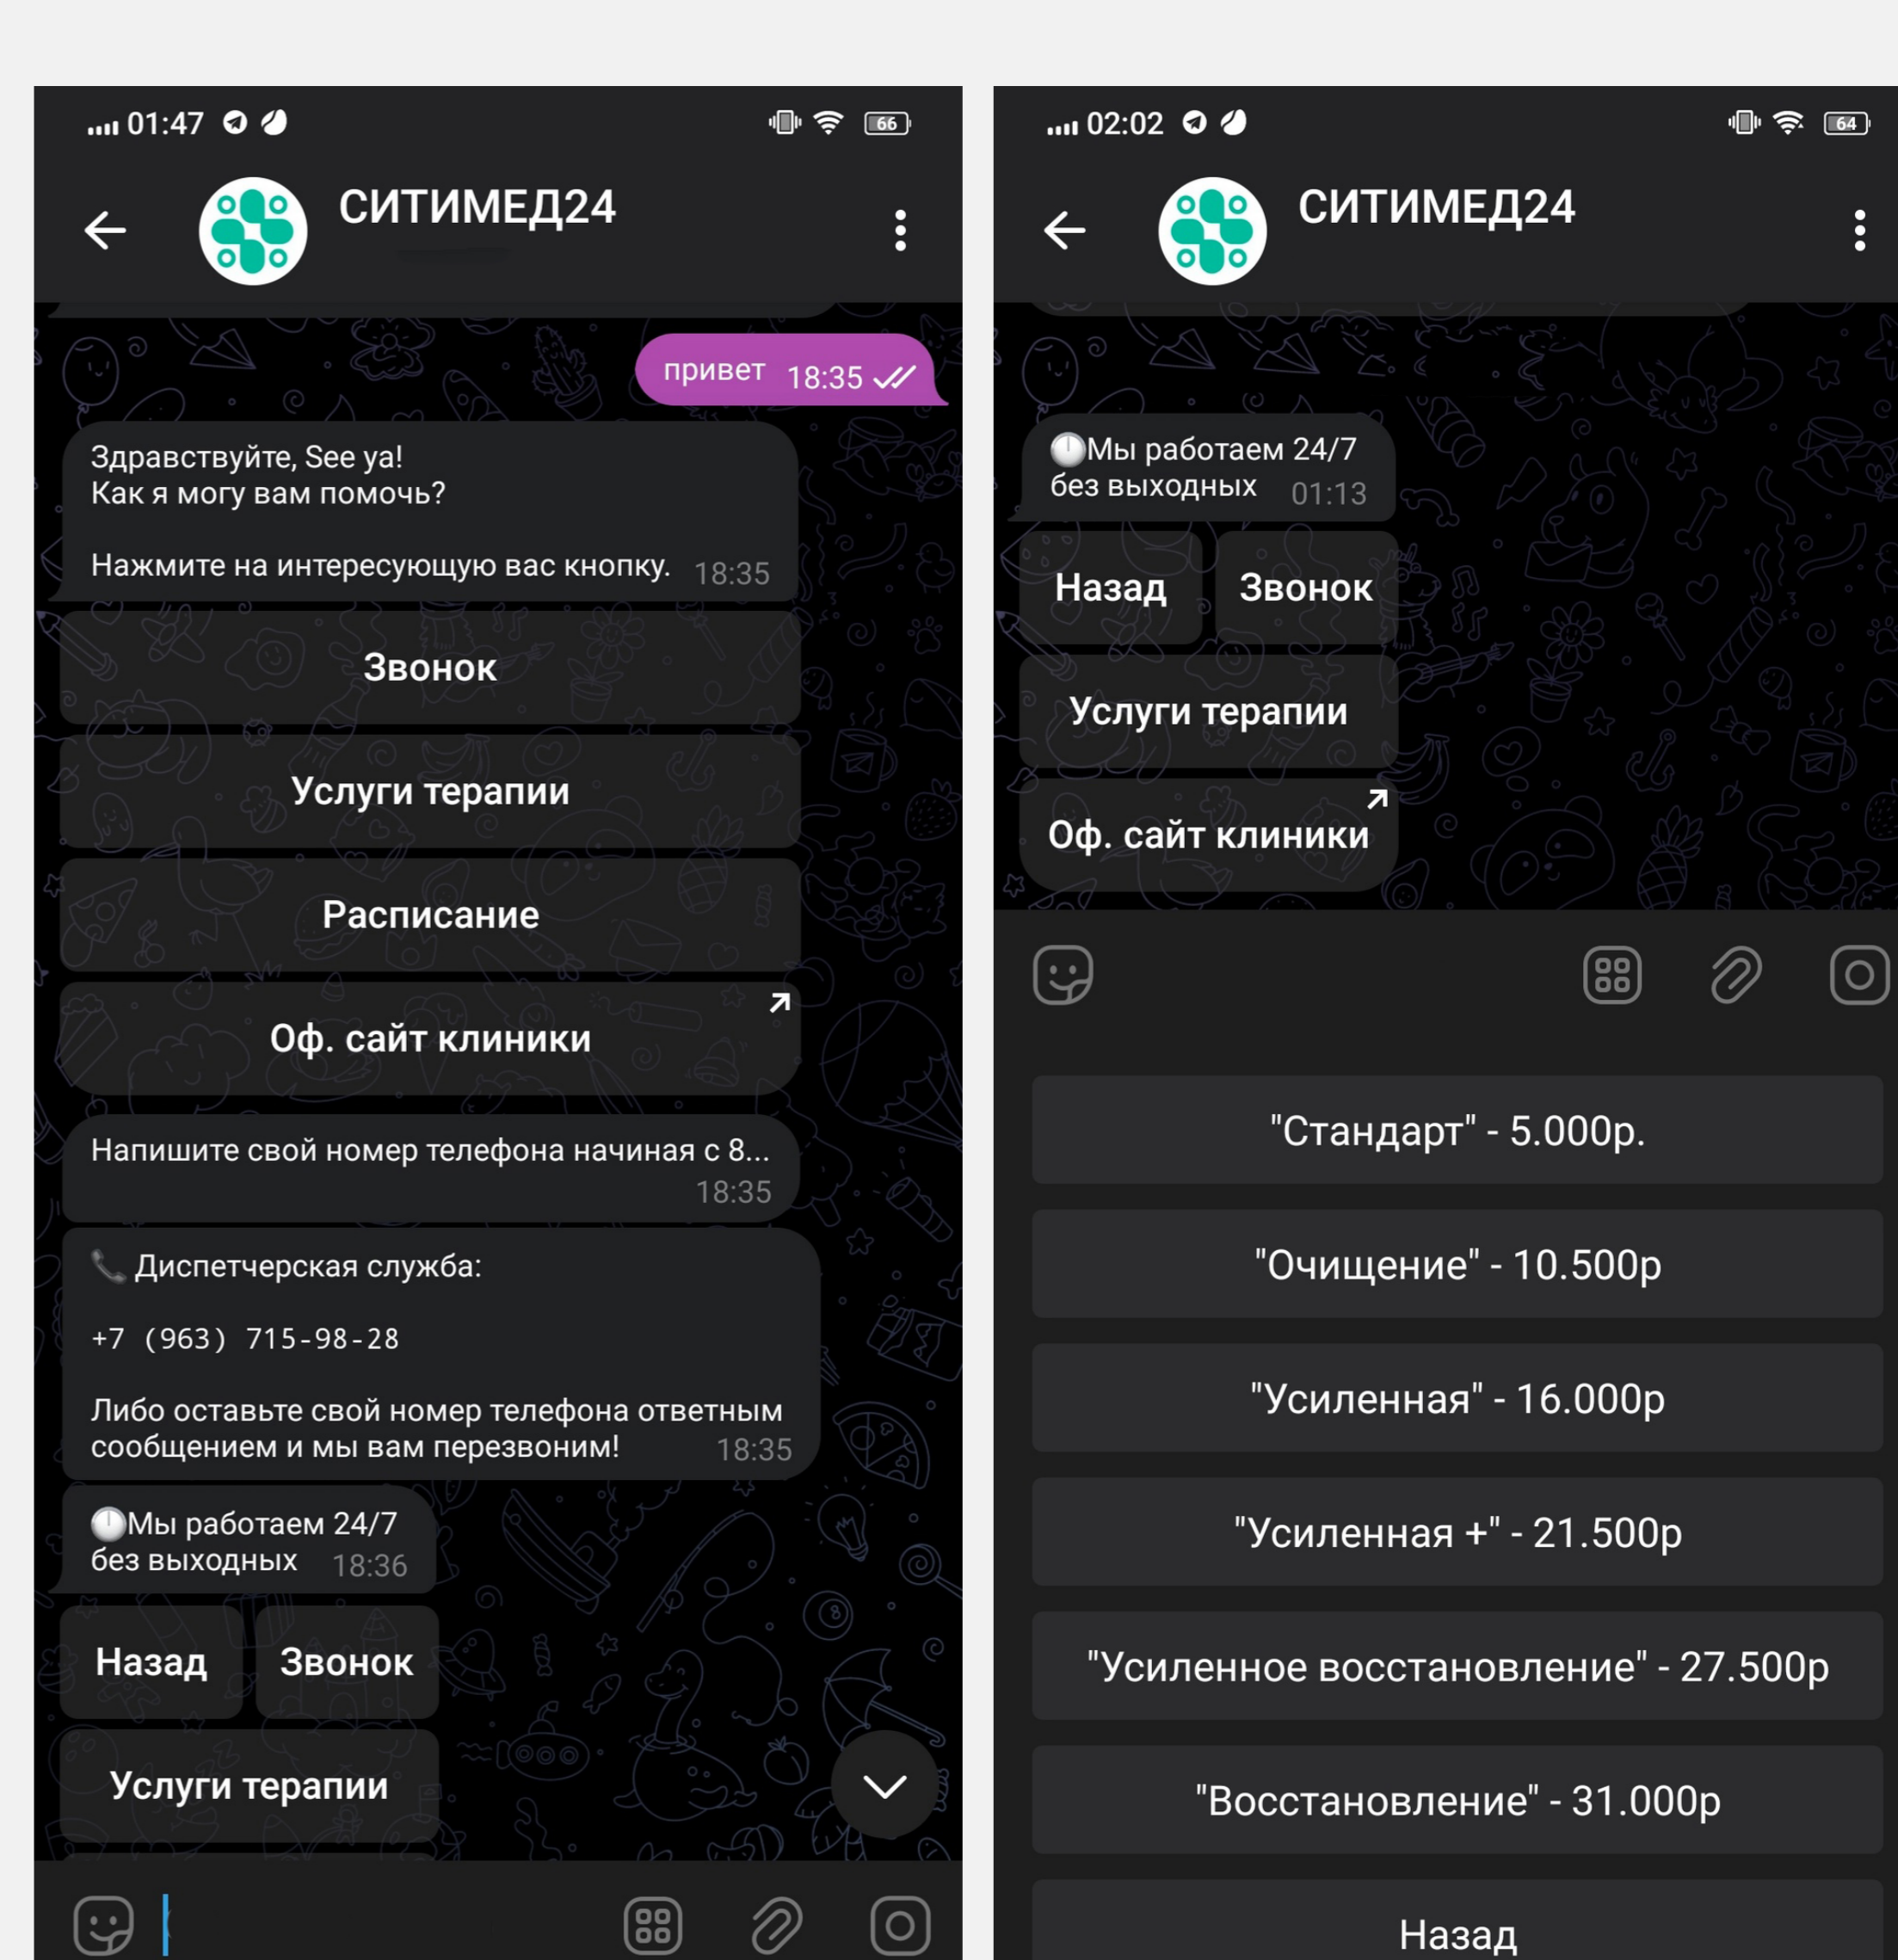 01:47
66
СИТИМЕД24
привет 18:35
Здравствуйте, See ya!
Как я могу вам помочь?
Нажмите на интересующую вас кнопку. 18:35
Звонок
Услуги терапии
Расписание
Оф. сайт клиники
Напишите свой номер телефона начиная с 8...
18:35
Диспетчерская служба:
+7 (963) 715-98-28
Либо оставьте свой номер телефона ответным
сообщением и мы вам перезвоним! 18:35
Мы работаем 24/7
без выходных 18:36
Назад Звонок
Услуги терапии
02:02
64
СИТИМЕД24
Мы работаем 24/7
без выходных 01:13
Назад Звонок
Услуги терапии
Оф. сайт клиники
"Стандарт" - 5.000р.
"Очищение" - 10.500р
"Усиленная" - 16.000р
"Усиленная +" - 21.500р
"Усиленное восстановление" - 27.500р
"Восстановление" - 31.000р
Назад